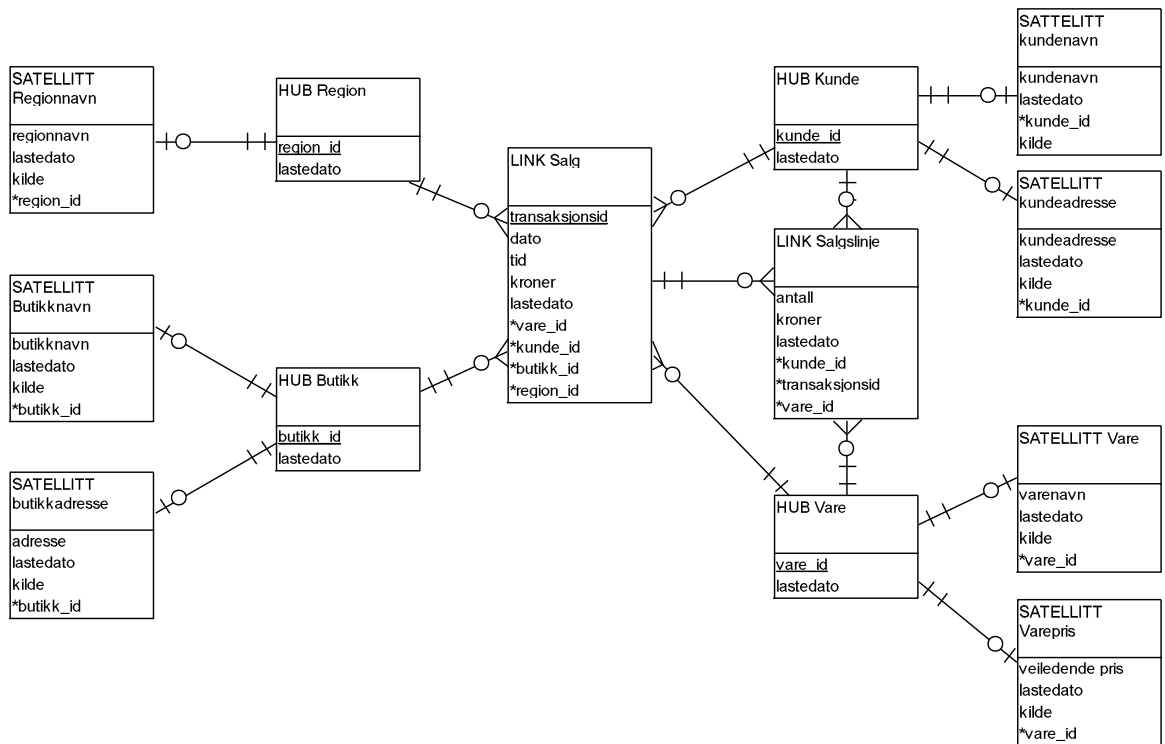 SATELLITT
Regionnavn
regionnavn
lastedato
kilde
*region_id
HUB Region
region_id
lastedato
SATELLITT
Butikknavn
butikknavn
lastedato
kilde
*butikk_id
HUB Butikk
butikk_id
lastedato
SATELLITT
butikkadresse
adresse
lastedato
kilde
*butikk_id
LINK Salg
transaksjonsid
dato
tid
kroner
lastedato
*vare_id
*kunde_id
*butikk_id
*region_id
HUB Kunde
kunde_id
lastedato
LINK Salgslinje
antall
kroner
lastedato
*kunde_id
*transaksjonsid
*vare_id
HUB Vare
vare_id
lastedato
SATTELITT
kundenavn
kundenavn
lastedato
*kunde_id
kilde
SATELLITT
kundeadresse
kundeadresse
lastedato
kilde
*kunde_id
SATELLITT Vare
varenavn
lastedato
kilde
*vare_id
SATELLITT
Varepris
veiledende pris
lastedato
kilde
*vare_id